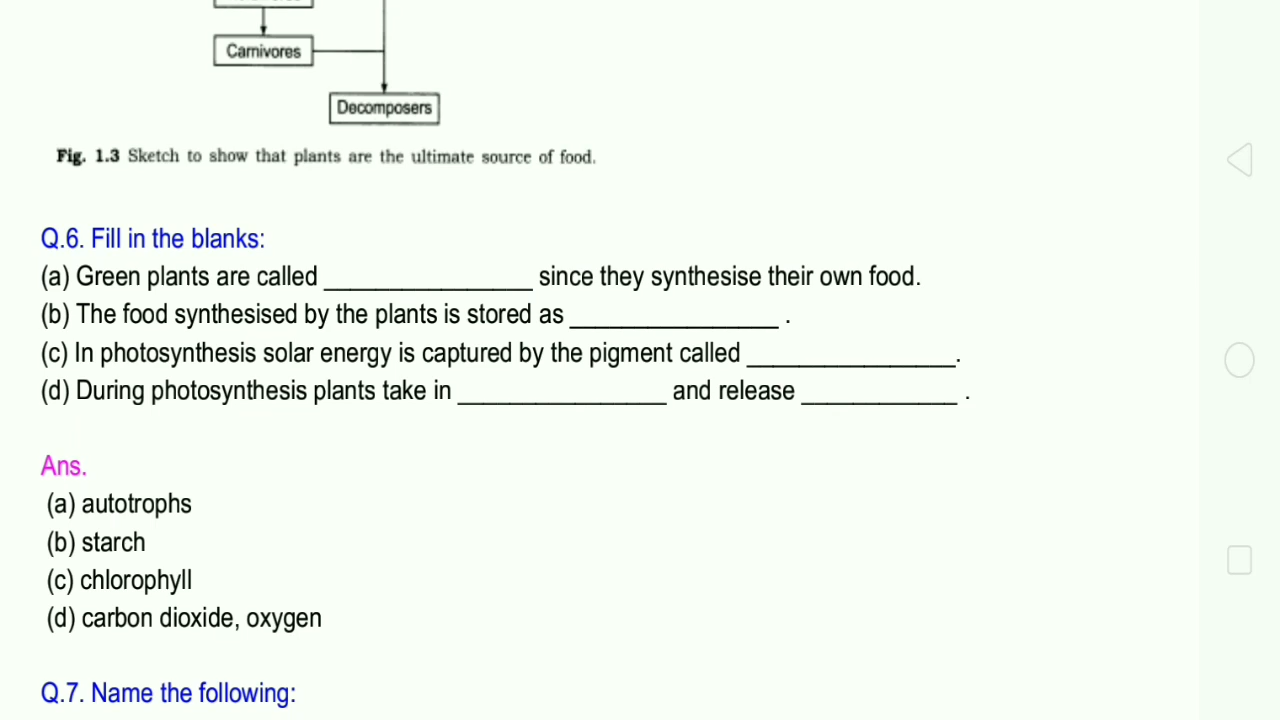 Carnivores
Decomposers
Fig. 1.3 Sketch to show that plants are the ultimate source of food.
Q.6. Fill in the blanks:
(a) Green plants are called ________________ since they synthesise their own food.
(b) The food synthesised by the plants is stored as ________________ .
(c) In photosynthesis solar energy is captured by the pigment called ________________.
(d) During photosynthesis plants take in ________________ and release ____________ .
Ans.
(a) autotrophs
(b) starch
(c) chlorophyll
(d) carbon dioxide, oxygen
Q.7. Name the following: